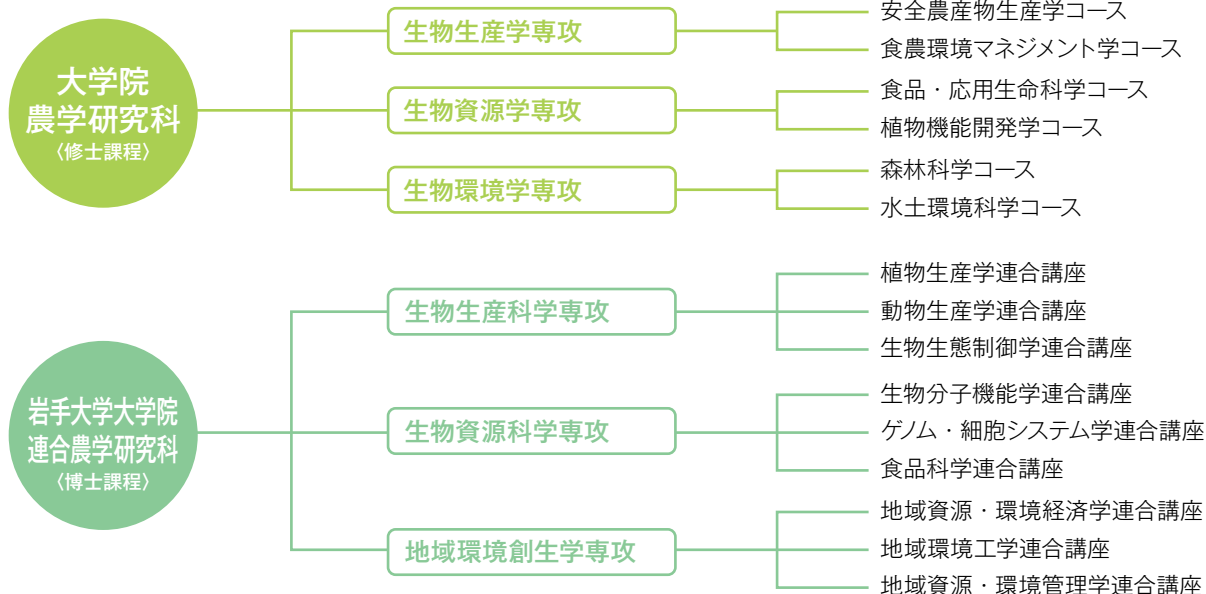 大学院
農学研究科
〈修士課程〉
生物生産学専攻
安全農産物生産学コース
食農環境マネジメント学コース
生物資源学専攻
食品・応用生命科学コース
植物機能開発学コース
生物環境学専攻
森林科学コース
水土環境科学コース
岩手大学大学院
連合農学研究科
〈博士課程〉
生物生産科学専攻
植物生産学連合講座
動物生産学連合講座
生物生態制御学連合講座
生物資源科学専攻
生物分子機能学連合講座
ゲノム・細胞システム学連合講座
食品科学連合講座
地域環境創生学専攻
地域資源・環境経済学連合講座
地域環境工学連合講座
地域資源・環境管理学連合講座